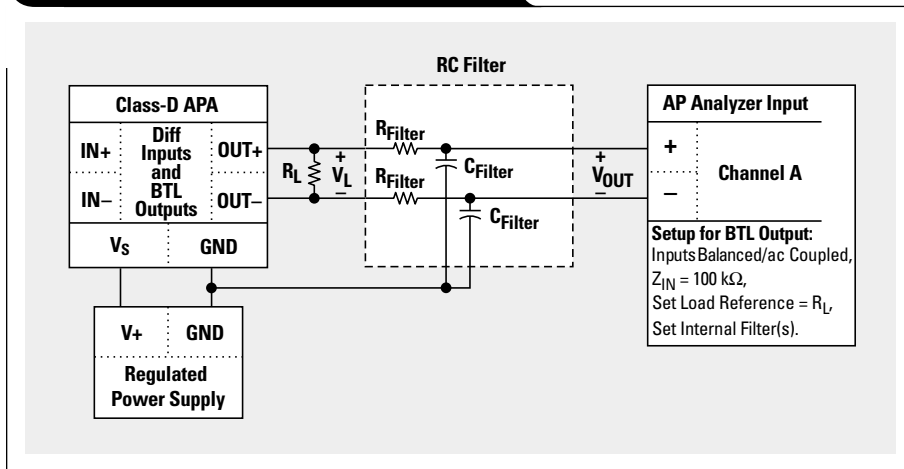 RC Filter
Class-D APA
IN+
IN−
Diff
Inputs
and
BTL
Outputs
OUT+
OUT−
VS
GND
RL
+
VL
−
RFilter
RFilter
CFilter
CFilter
+
VOUT
−
AP Analyzer Input
+
−
Channel A
Setup for BTL Output:
Inputs Balanced/ac Coupled,
ZIN = 100 kΩ,
Set Load Reference = RL,
Set Internal Filter(s).
V+
GND
Regulated
Power Supply